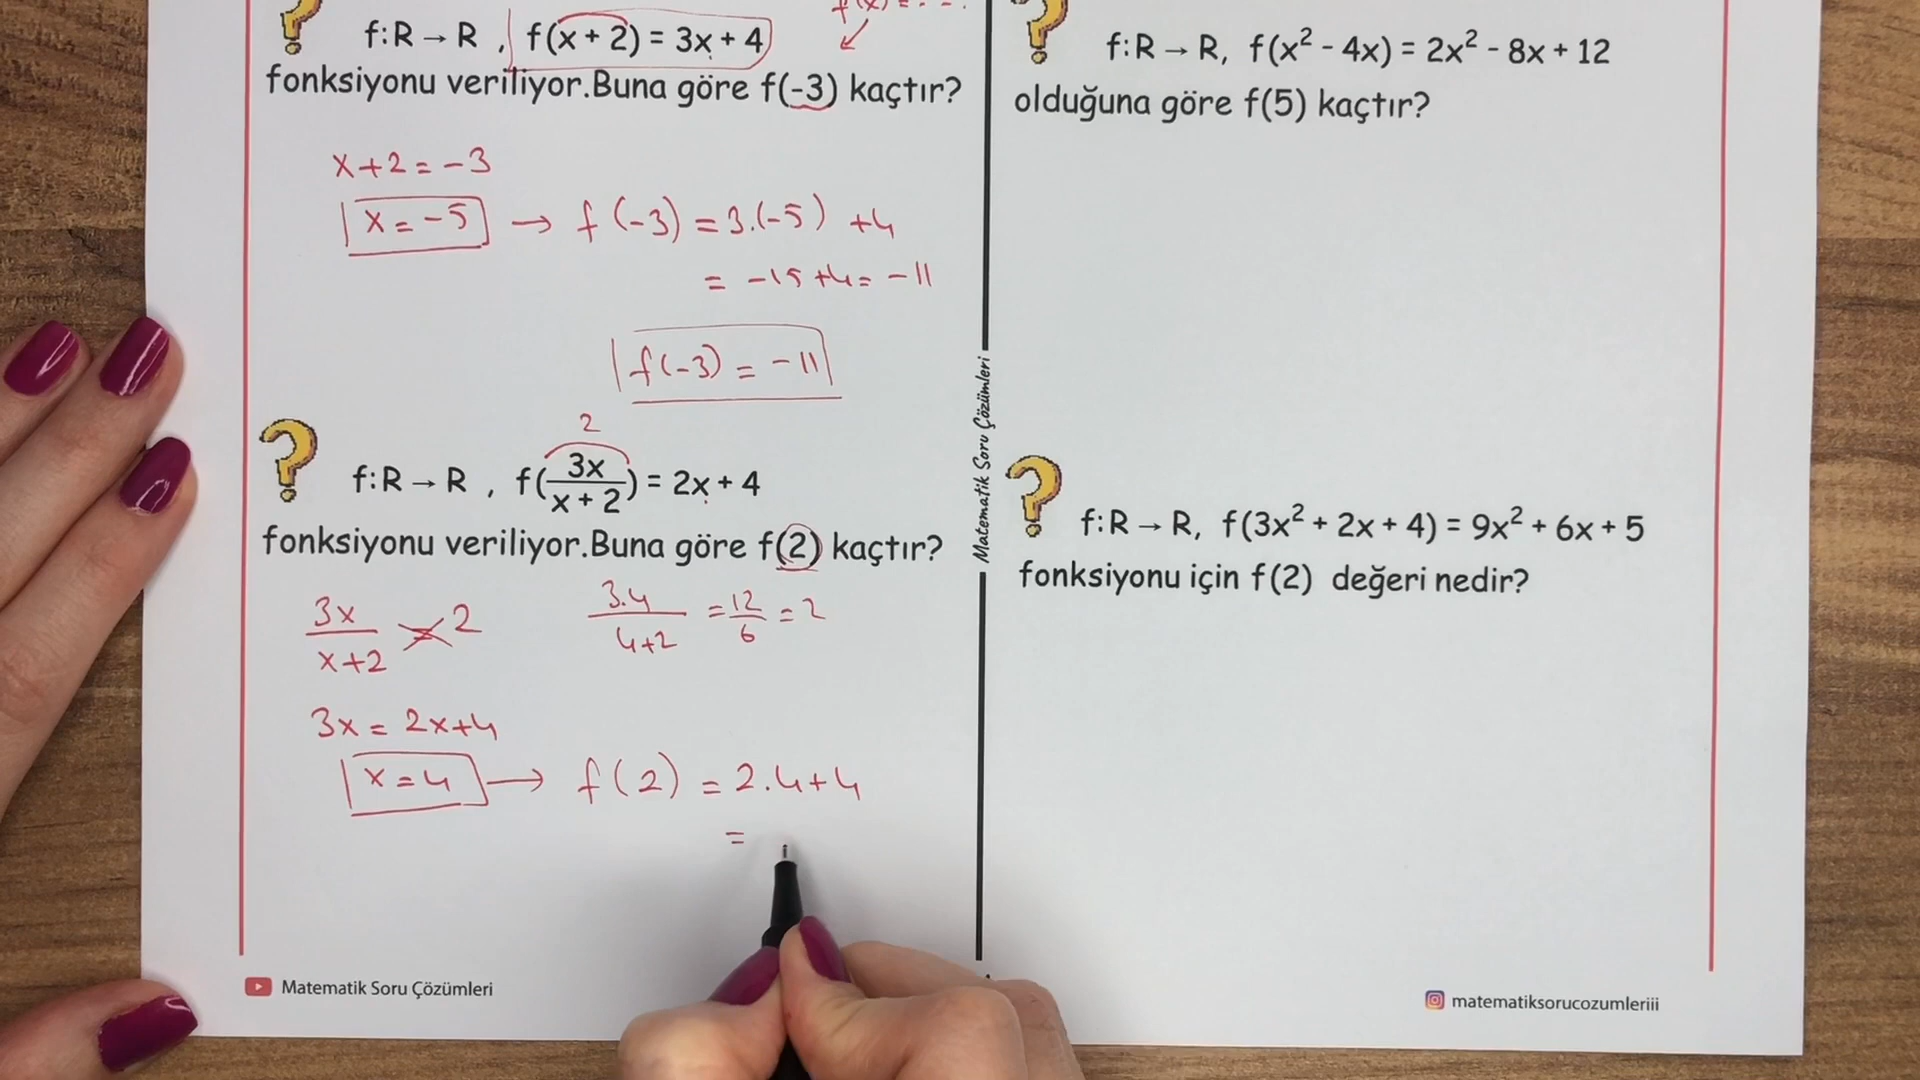 f:R → R , f(x + 2) = 3x + 4
fonksiyonu veriliyor.Buna göre f(-3) kaçtır?
x+2 = -3
x = -5 → f(-3) = 3.(-5) +4
= -15+4 = -11
f(-3) = -11
2
f:R → R , f(3x/(x + 2)) = 2x + 4
fonksiyonu veriliyor.Buna göre f(2) kaçtır?
3x/(x+2) = 2 3.4/(4+2) = 12/6 = 2
3x = 2x+4
x = 4 → f(2) = 2.4+4
=
Matematik Soru Çözümleri
Matematik Soru Çözümleri
f:R → R, f(x² - 4x) = 2x² - 8x + 12
olduğuna göre f(5) kaçtır?
f:R → R, f(3x² + 2x + 4) = 9x² + 6x + 5
fonksiyonu için f(2) değeri nedir?
matematiksorucozumleriii